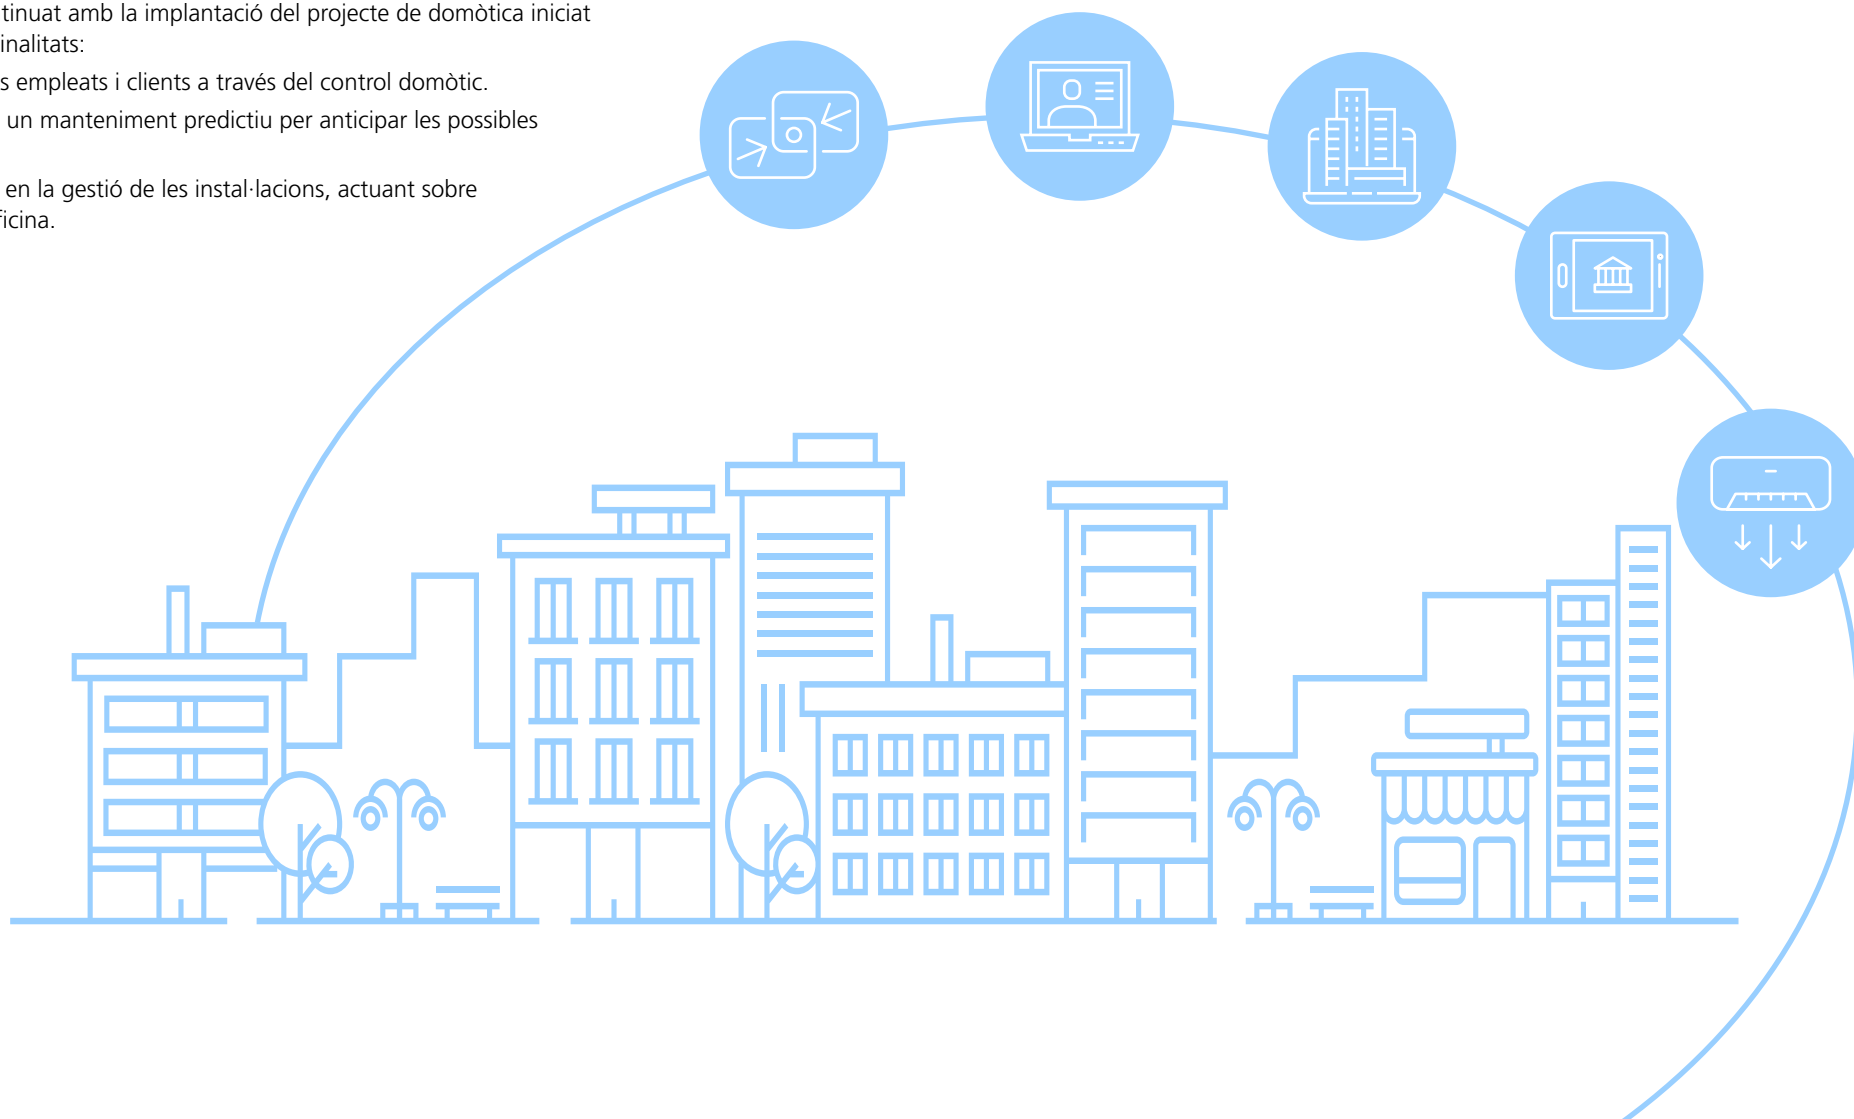 tinuat amb la implantació del projecte de domòtica iniciat
inalitats:
s empleats i clients a través del control domòtic.
un manteniment predictiu per anticipar les possibles
en la gestió de les instal·lacions, actuant sobre
ficina.